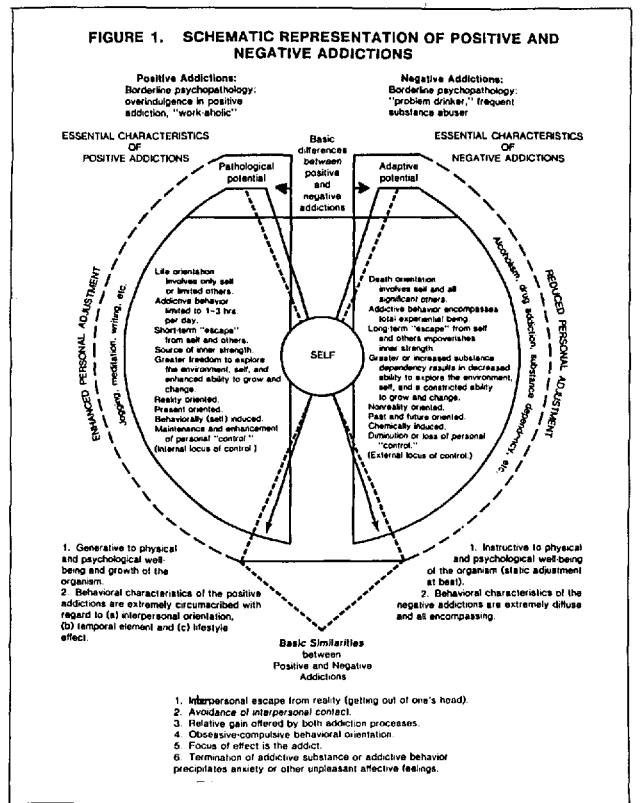 FIGURE 1. SCHEMATIC REPRESENTATION OF POSITIVE AND
NEGATIVE ADDICTIONS
Positive Addictions:
Borderline psychopathology:
overindulgence in positive
addiction, "work-aholic"
Negative Addictions:
Borderline psychopathology:
"problem drinker," frequent
substance abuser
ESSENTIAL CHARACTERISTICS
OF
POSITIVE ADDICTIONS
Basic
differences
between
positive
and
negative
addictions
ESSENTIAL CHARACTERISTICS
OF
NEGATIVE ADDICTIONS
Pathological
potential
Adaptive
potential
ENHANCED PERSONAL ADJUSTMENT
Jogging, meditation, writing, etc.
Life orientation
involves only self
or limited others.
Addictive behavior
limited to 1-3 hrs.
per day.
Short-term "escape"
from self and others.
Source of inner strength.
Greater freedom to explore
the environment, self, and
enhanced ability to grow and
change.
Reality oriented.
Present oriented.
Behaviorally (self) induced.
Maintenance and enhancement
of personal "control."
(Internal locus of control.)
SELF
Death orientation
involves self and all
significant others.
Addictive behavior encompasses
total experiential being.
Long-term "escape" from self
and others impoverishes
inner strength.
Greater or increased substance
dependency results in decreased
ability to explore the environment,
self, and a constricted ability
to grow and change.
Nonreality oriented.
Past and future oriented.
Chemically induced.
Diminution or loss of personal
"control."
(External locus of control.)
Alcoholism, drug addiction, substance dependency, etc.
REDUCED PERSONAL ADJUSTMENT
1. Generative to physical
and psychological well-
being and growth of the
organism.
2. Behavioral characteristics of the positive
addictions are extremely circumscribed with
regard to (a) interpersonal orientation,
(b) temporal element and (c) lifestyle
effect.
1. Instructive to physical
and psychological well-being
of the organism (static adjustment
at best).
2. Behavioral characteristics of the
negative addictions are extremely diffuse
and all encompassing.
Basic Similarities
between
Positive and Negative
Addictions
1. Interpersonal escape from reality (getting out of one's head).
2. Avoidance of interpersonal contact.
3. Relative gain offered by both addiction processes.
4. Obsessive-compulsive behavioral orientation.
5. Focus of effect is the addict.
6. Termination of addictive substance or addictive behavior
precipitates anxiety or other unpleasant affective feelings.